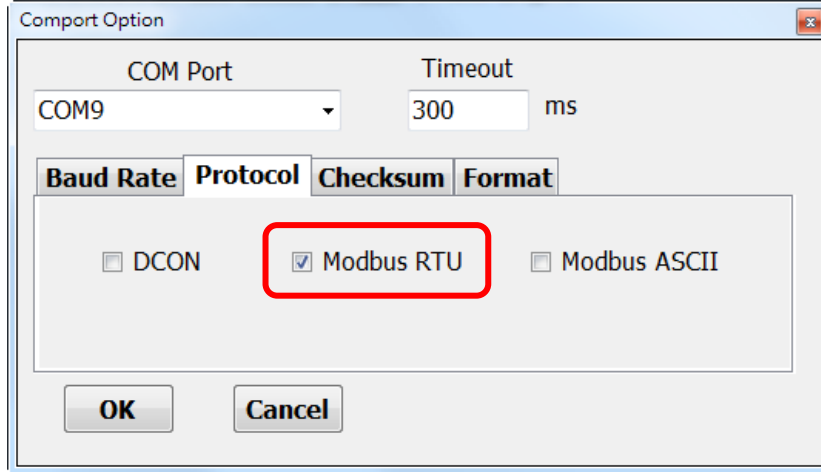 Comport Option
COM Port Timeout
COM9 300 ms
Baud Rate Protocol Checksum Format
DCON Modbus RTU Modbus ASCII
OK Cancel